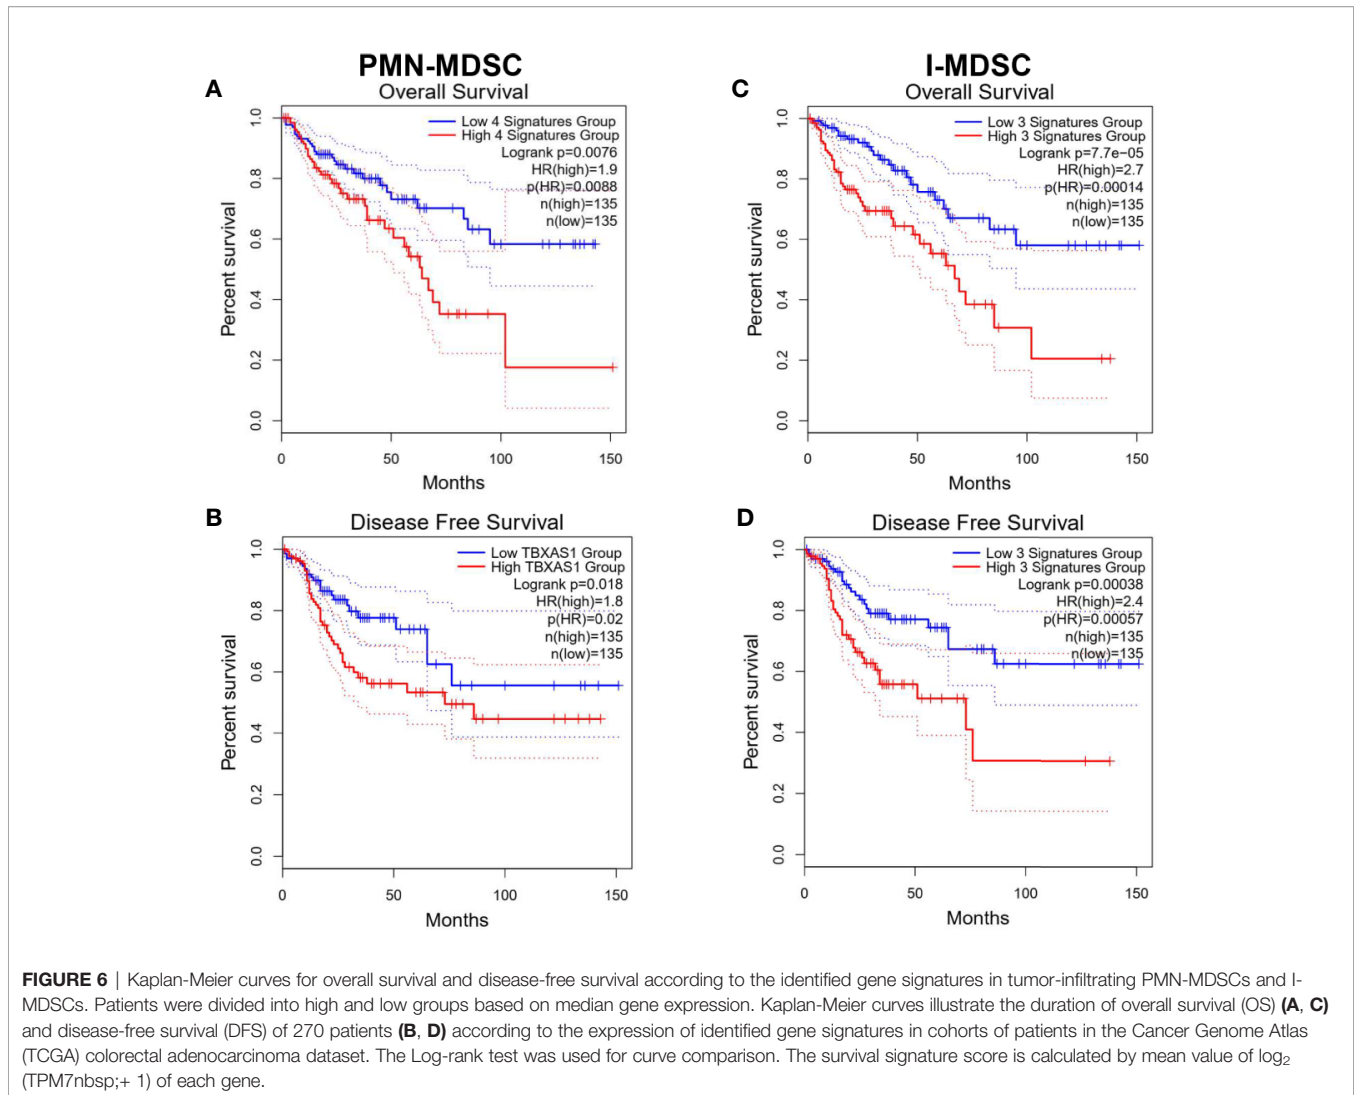 PMN-MDSC
A
Overall Survival
Low 4 Signatures Group
High 4 Signatures Group
Logrank p=0.0076
HR(high)=1.9
p(HR)=0.0088
n(high)=135
n(low)=135
Percent survival
1.0
0.8
0.6
0.4
0.2
0.0
0 50 100 150
Months
B
Disease Free Survival
Low TBXAS1 Group
High TBXAS1 Group
Logrank p=0.018
HR(high)=1.8
p(HR)=0.02
n(high)=135
n(low)=135
Percent survival
1.0
0.8
0.6
0.4
0.2
0.0
0 50 100 150
Months
I-MDSC
C
Overall Survival
Low 3 Signatures Group
High 3 Signatures Group
Logrank p=7.7e−05
HR(high)=2.7
p(HR)=0.00014
n(high)=135
n(low)=135
Percent survival
1.0
0.8
0.6
0.4
0.2
0.0
0 50 100 150
Months
D
Disease Free Survival
Low 3 Signatures Group
High 3 Signatures Group
Logrank p=0.00038
HR(high)=2.4
p(HR)=0.00057
n(high)=135
n(low)=135
Percent survival
1.0
0.8
0.6
0.4
0.2
0.0
0 50 100 150
Months
FIGURE 6 | Kaplan-Meier curves for overall survival and disease-free survival according to the identified gene signatures in tumor-infiltrating PMN-MDSCs and I-
MDSCs. Patients were divided into high and low groups based on median gene expression. Kaplan-Meier curves illustrate the duration of overall survival (OS) (A, C)
and disease-free survival (DFS) of 270 patients (B, D) according to the expression of identified gene signatures in cohorts of patients in the Cancer Genome Atlas
(TCGA) colorectal adenocarcinoma dataset. The Log-rank test was used for curve comparison. The survival signature score is calculated by mean value of log2
(TPM7nbsp;+ 1) of each gene.